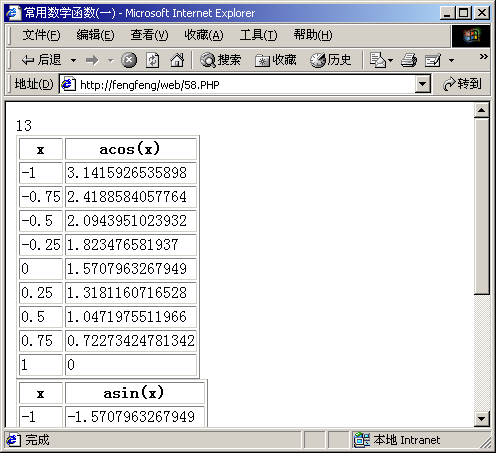 常用数学函数(一) - Microsoft Internet Explorer
文件(F) 编辑(E) 查看(V) 收藏(A) 工具(T) 帮助(H)
后退 搜索 收藏 历史 »
地址(D) http://fengfeng/web/58.PHP 转到
13
x acos(x)
-1 3.1415926535898
-0.75 2.4188584057764
-0.5 2.0943951023932
-0.25 1.823476581937
0 1.5707963267949
0.25 1.3181160716528
0.5 1.0471975511966
0.75 0.72273424781342
1 0
x asin(x)
-1 -1.5707963267949
完成 本地 Intranet